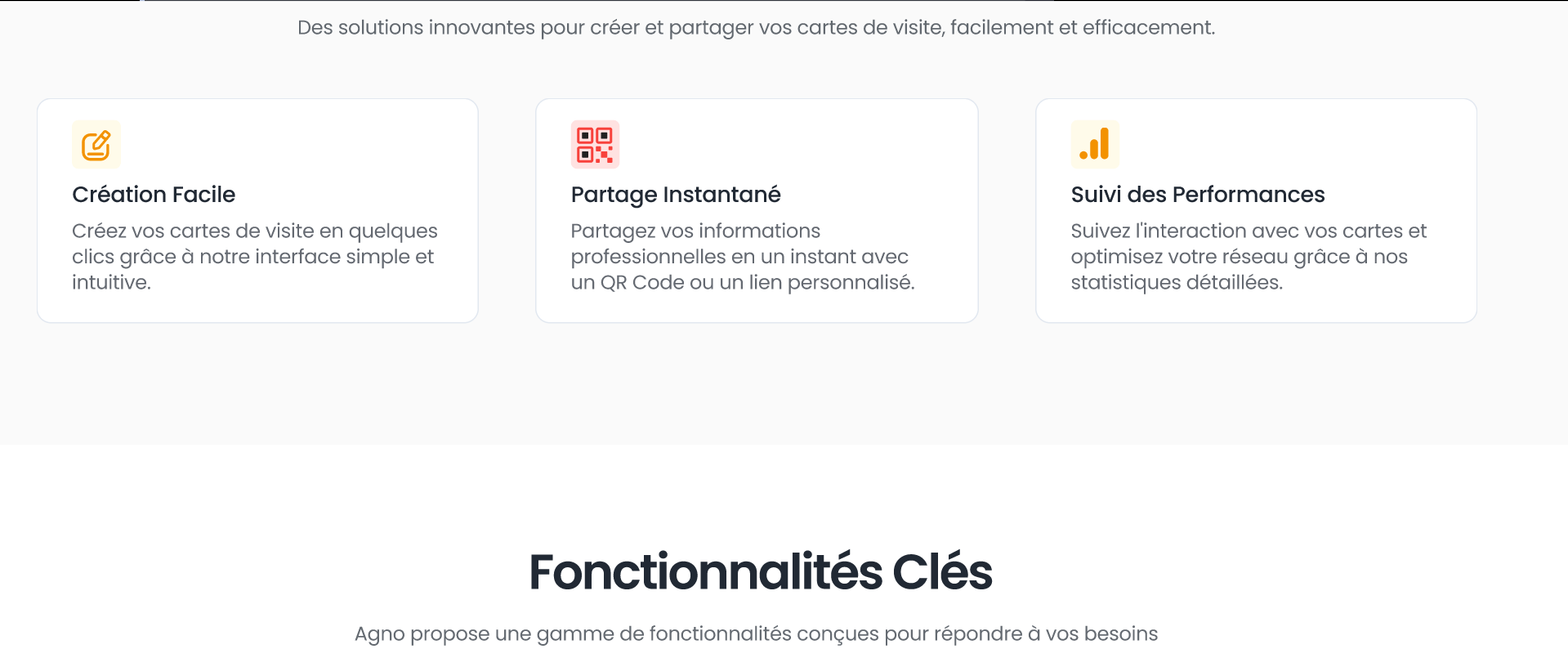 Des solutions innovantes pour créer et partager vos cartes de visite, facilement et efficacement.
Création Facile
Créez vos cartes de visite en quelques
clics grâce à notre interface simple et
intuitive.
Partage Instantané
Partagez vos informations
professionnelles en un instant avec
un QR Code ou un lien personnalisé.
Suivi des Performances
Suivez l'interaction avec vos cartes et
optimisez votre réseau grâce à nos
statistiques détaillées.
Fonctionnalités Clés
Agno propose une gamme de fonctionnalités conçues pour répondre à vos besoins